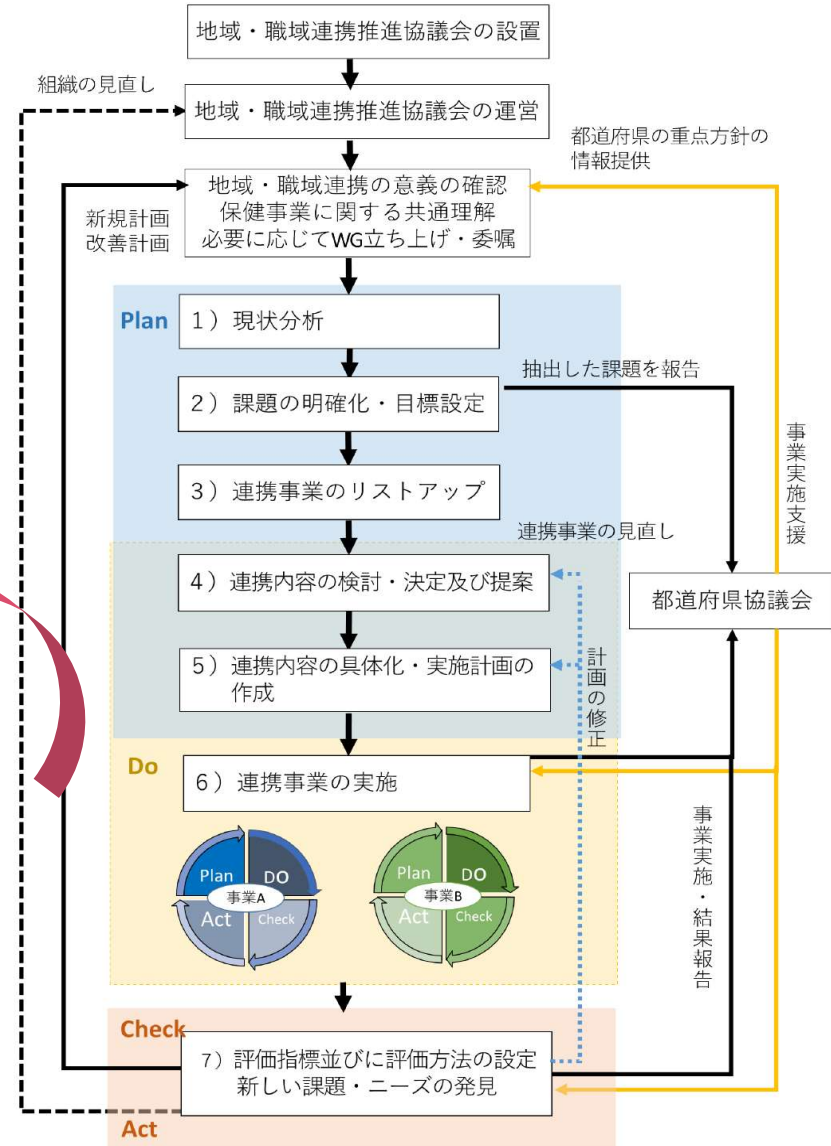 地域・職域連携推進協議会の設置
組織の見直し
地域・職域連携推進協議会の運営
都道府県の重点方針の
情報提供
地域・職域連携の意義の確認
保健事業に関する共通理解
必要に応じてWG立ち上げ・委嘱
新規計画
改善計画
Plan
1）現状分析
抽出した課題を報告
2）課題の明確化・目標設定
事業実施支援
3）連携事業のリストアップ
連携事業の見直し
4）連携内容の検討・決定及び提案
都道府県協議会
5）連携内容の具体化・実施計画の
作成
計画の修正
Do
6）連携事業の実施
Plan
DO
事業A
Act
Check
Plan
DO
事業B
Act
Check
事業実施・結果報告
Check
7）評価指標並びに評価方法の設定
新しい課題・ニーズの発見
Act